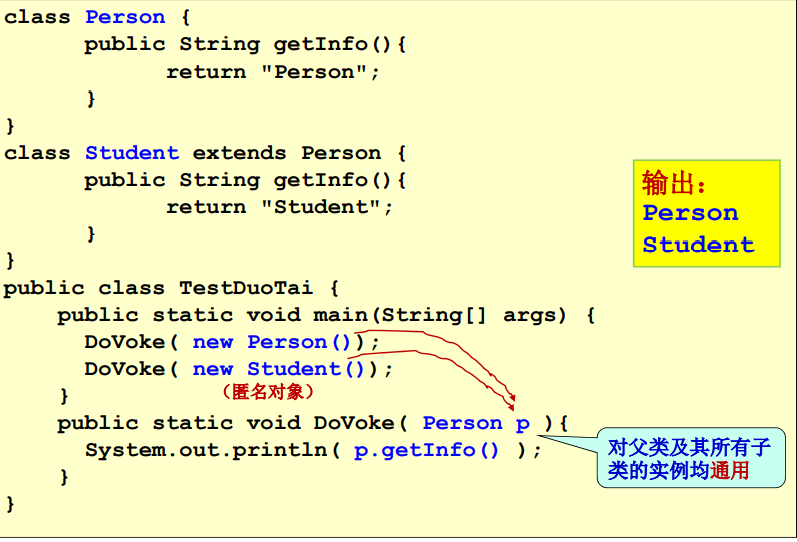 class Person {
public String getInfo(){
return "Person";
}
}
class Student extends Person {
public String getInfo(){
return "Student";
}
}
public class TestDuoTai {
public static void main(String[] args) {
DoVoke( new Person());
DoVoke( new Student());
（匿名对象）
}
public static void DoVoke( Person p ){
System.out.println( p.getInfo() );
}
}
输出：
Person
Student
对父类及其所有子
类的实例均通用